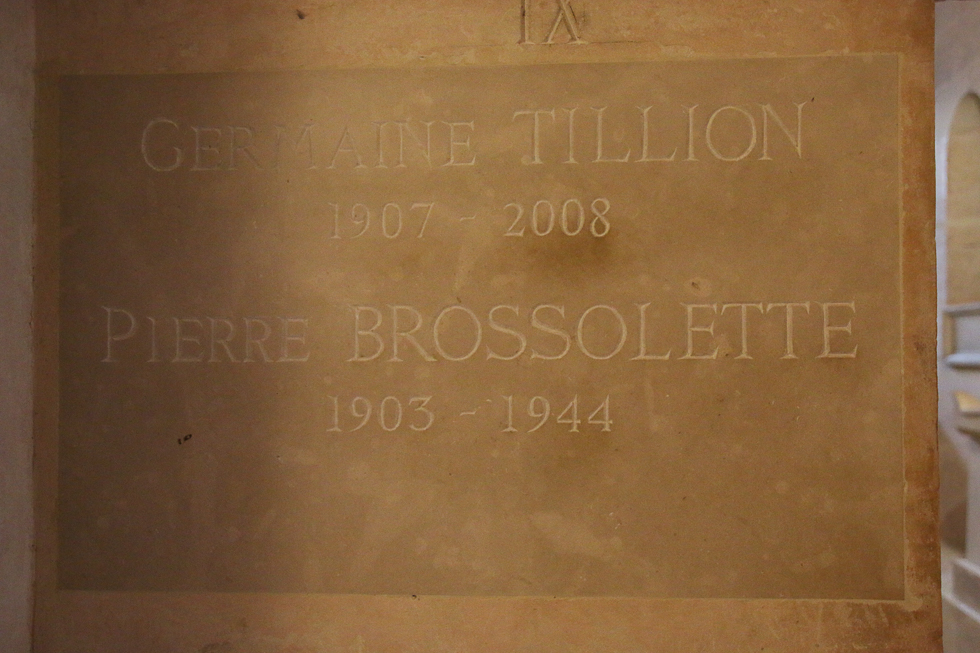 IX
GERMAINE TILLION
1907 - 2008
PIERRE BROSSOLETTE
1903 - 1944